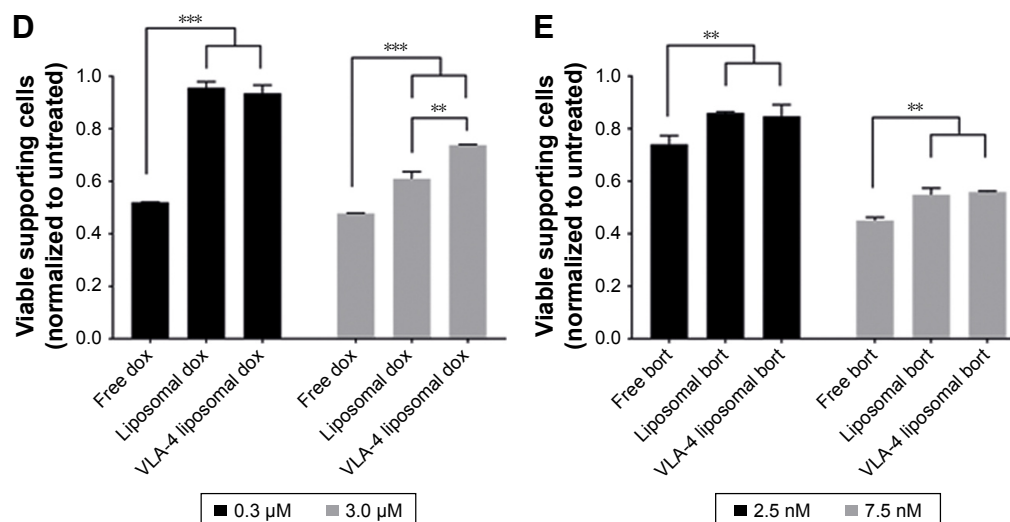 D
Viable supporting cells
(normalized to untreated)
1.0
0.8
0.6
0.4
0.2
0.0
***
***
**
Free dox
Liposomal dox
VLA-4 liposomal dox
Free dox
Liposomal dox
VLA-4 liposomal dox
0.3 µM
3.0 µM
E
Viable supporting cells
(normalized to untreated)
1.0
0.8
0.6
0.4
0.2
0.0
**
**
Free bort
Liposomal bort
VLA-4 liposomal bort
Free bort
Liposomal bort
VLA-4 liposomal bort
2.5 nM
7.5 nM